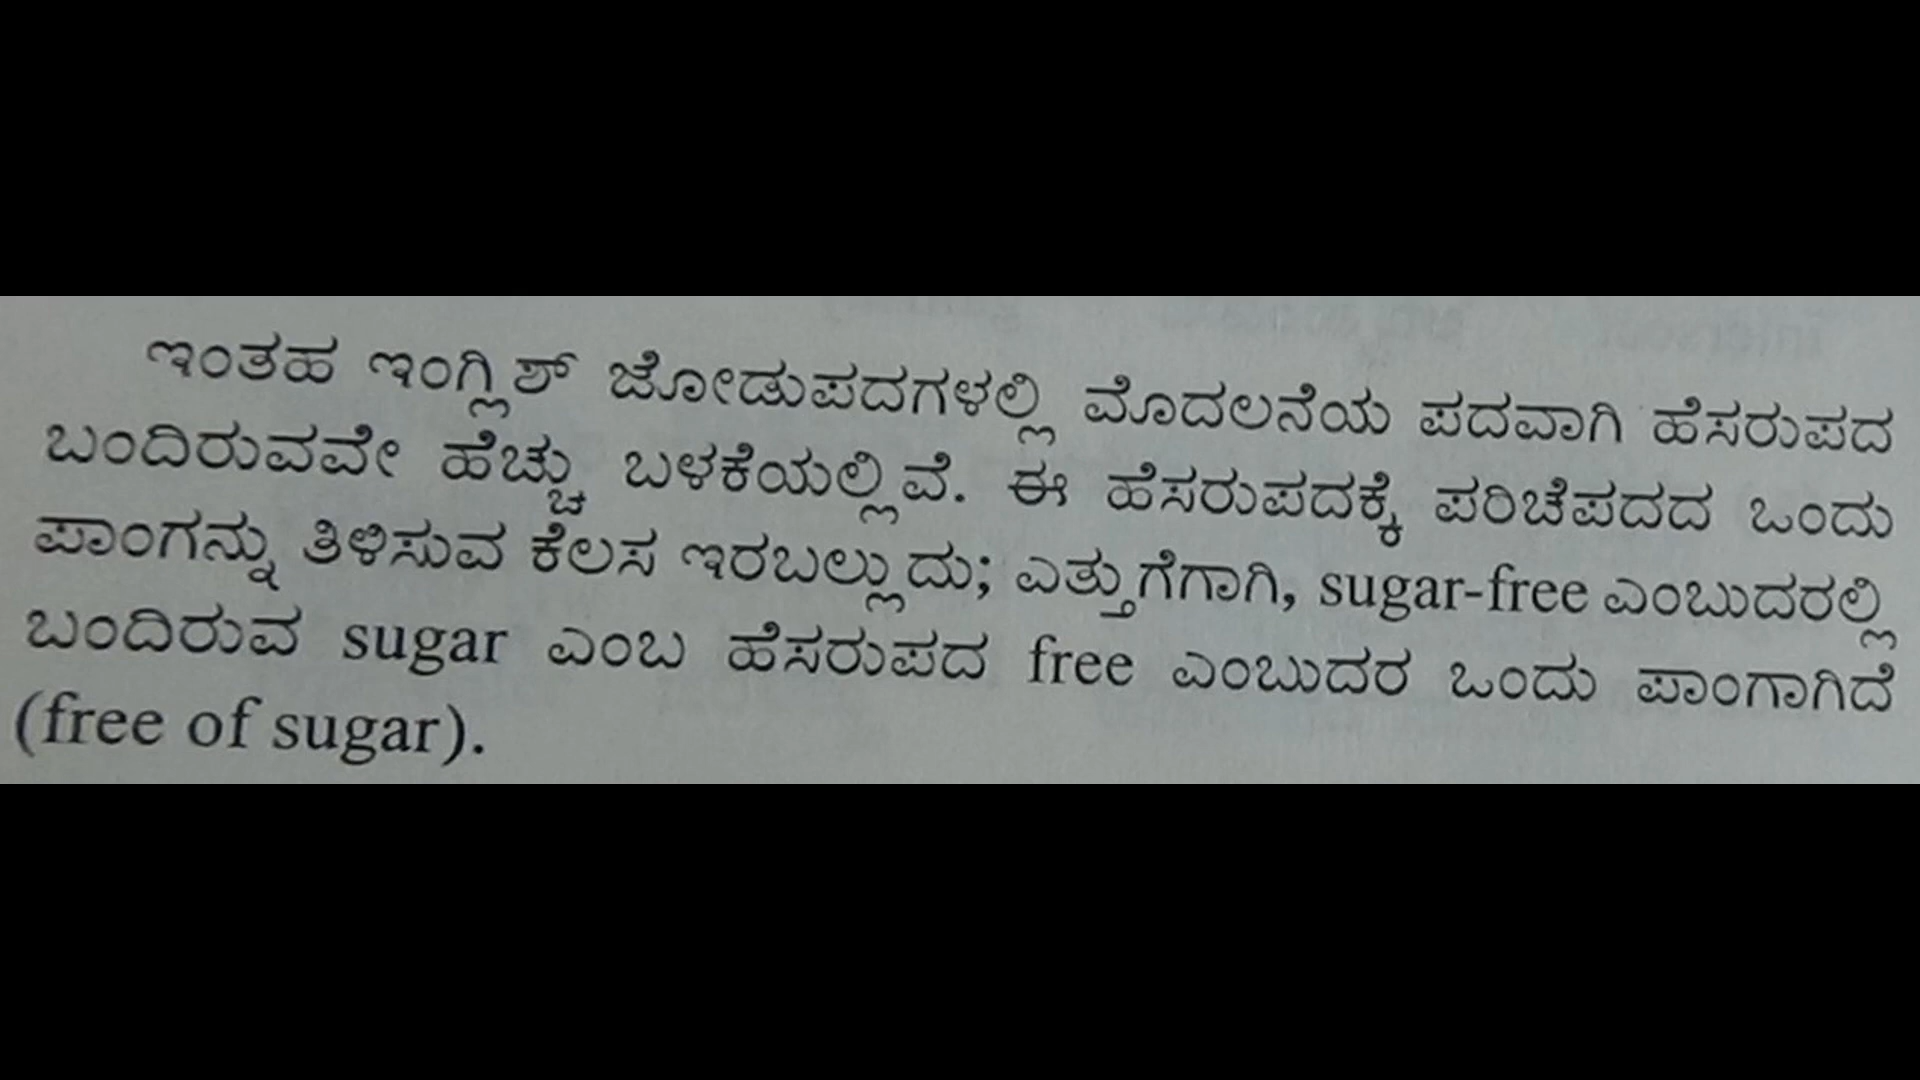 ಇಂತಹ ಇಂಗ್ಲಿಶ್ ಜೋಡುಪದಗಳಲ್ಲಿ ಮೊದಲನೆಯ ಪದವಾಗಿ ಹೆಸರುಪದ
ಬಂದಿರುವವೇ ಹೆಚ್ಚು ಬಳಕೆಯಲ್ಲಿವೆ. ಈ ಹೆಸರುಪದಕ್ಕೆ ಪರಿಚೆಪದದ ಒಂದು
ಪಾಂಗನ್ನು ತಿಳಿಸುವ ಕೆಲಸ ಇರಬಲ್ಲುದು; ಎತ್ತುಗೆಗಾಗಿ, sugar-free ಎಂಬುದರಲ್ಲಿ
ಬಂದಿರುವ sugar ಎಂಬ ಹೆಸರುಪದ free ಎಂಬುದರ ಒಂದು ಪಾಂಗಾಗಿದೆ
(free of sugar).